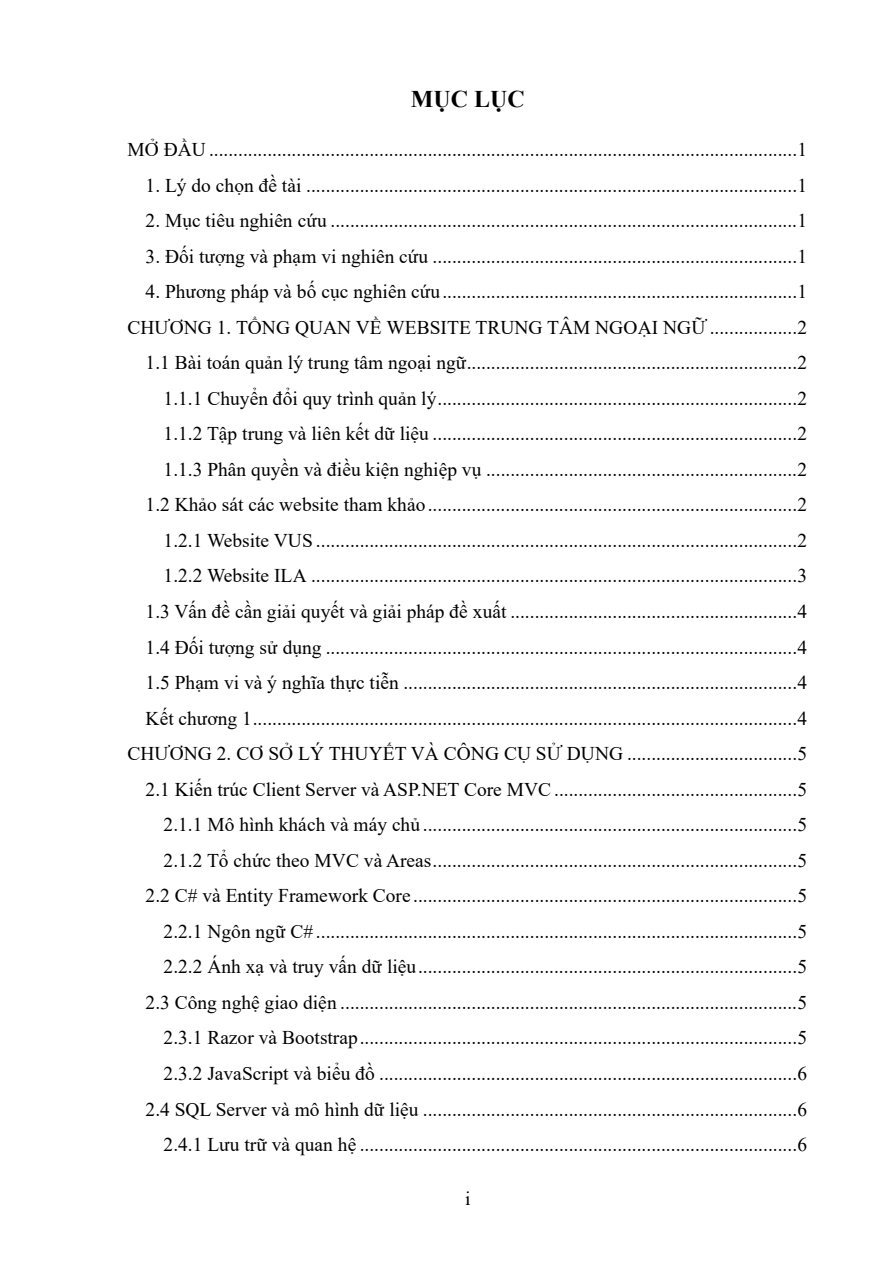 MỤC LỤC
MỞ ĐẦU ........................................................................................................................1
1. Lý do chọn đề tài .....................................................................................................1
2. Mục tiêu nghiên cứu ................................................................................................1
3. Đối tượng và phạm vi nghiên cứu ...........................................................................1
4. Phương pháp và bố cục nghiên cứu .........................................................................1
CHƯƠNG 1. TỔNG QUAN VỀ WEBSITE TRUNG TÂM NGOẠI NGỮ ..................2
1.1 Bài toán quản lý trung tâm ngoại ngữ ....................................................................2
1.1.1 Chuyển đổi quy trình quản lý ..........................................................................2
1.1.2 Tập trung và liên kết dữ liệu ...........................................................................2
1.1.3 Phân quyền và điều kiện nghiệp vụ ................................................................2
1.2 Khảo sát các website tham khảo ............................................................................2
1.2.1 Website VUS ...................................................................................................2
1.2.2 Website ILA ....................................................................................................3
1.3 Vấn đề cần giải quyết và giải pháp đề xuất ...........................................................4
1.4 Đối tượng sử dụng .................................................................................................4
1.5 Phạm vi và ý nghĩa thực tiễn .................................................................................4
Kết chương 1 ................................................................................................................4
CHƯƠNG 2. CƠ SỞ LÝ THUYẾT VÀ CÔNG CỤ SỬ DỤNG ...................................5
2.1 Kiến trúc Client Server và ASP.NET Core MVC ..................................................5
2.1.1 Mô hình khách và máy chủ .............................................................................5
2.1.2 Tổ chức theo MVC và Areas ...........................................................................5
2.2 C# và Entity Framework Core ...............................................................................5
2.2.1 Ngôn ngữ C# ...................................................................................................5
2.2.2 Ánh xạ và truy vấn dữ liệu ..............................................................................5
2.3 Công nghệ giao diện ..............................................................................................5
2.3.1 Razor và Bootstrap ..........................................................................................5
2.3.2 JavaScript và biểu đồ ......................................................................................6
2.4 SQL Server và mô hình dữ liệu .............................................................................6
2.4.1 Lưu trữ và quan hệ ..........................................................................................6
i